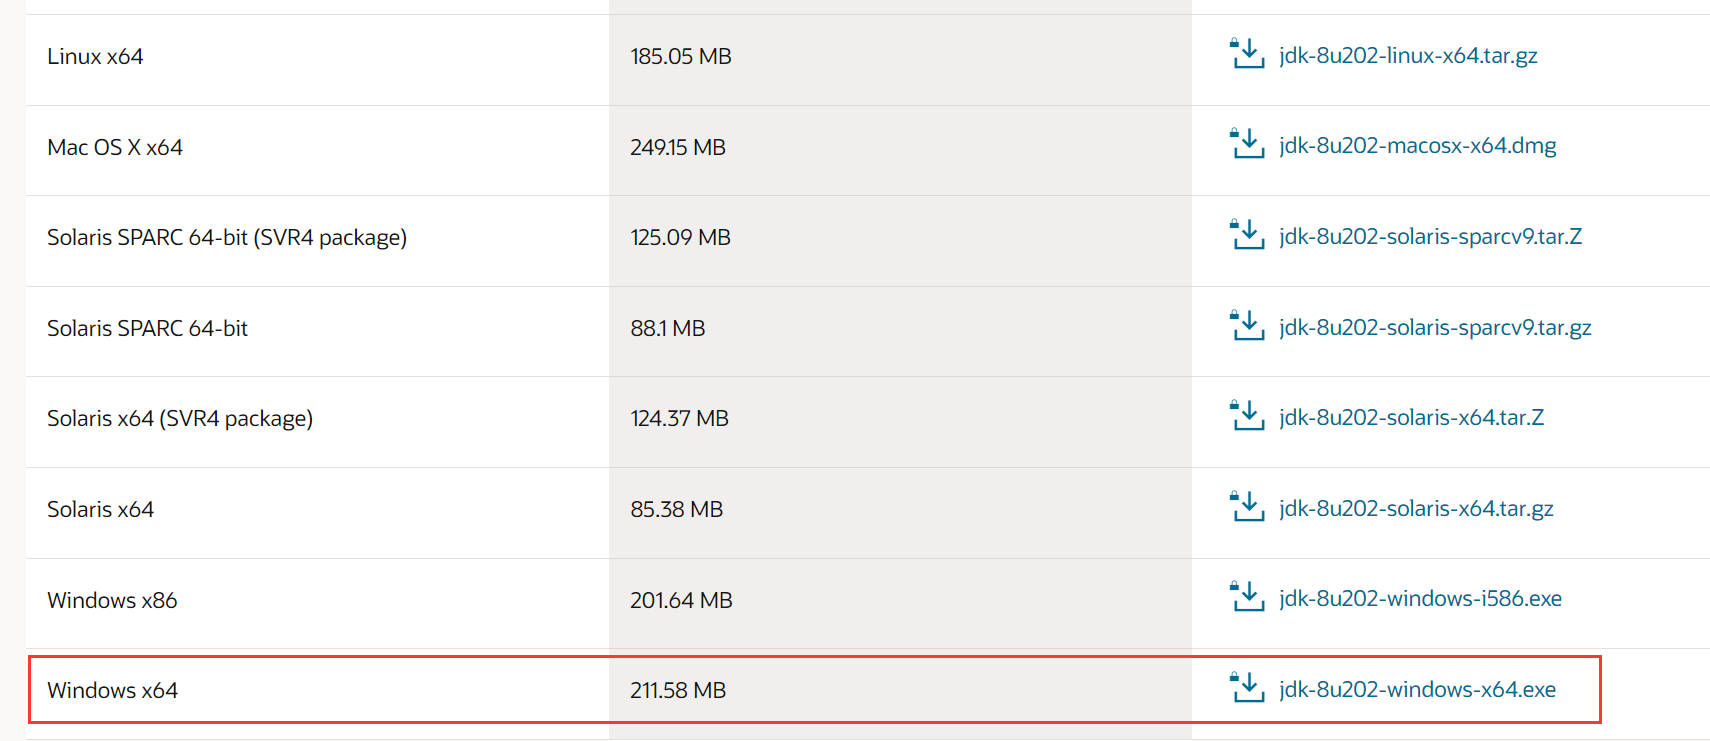 Linux x64 185.05 MB jdk-8u202-linux-x64.tar.gz
Mac OS X x64 249.15 MB jdk-8u202-macosx-x64.dmg
Solaris SPARC 64-bit (SVR4 package) 125.09 MB jdk-8u202-solaris-sparcv9.tar.Z
Solaris SPARC 64-bit 88.1 MB jdk-8u202-solaris-sparcv9.tar.gz
Solaris x64 (SVR4 package) 124.37 MB jdk-8u202-solaris-x64.tar.Z
Solaris x64 85.38 MB jdk-8u202-solaris-x64.tar.gz
Windows x86 201.64 MB jdk-8u202-windows-i586.exe
Windows x64 211.58 MB jdk-8u202-windows-x64.exe